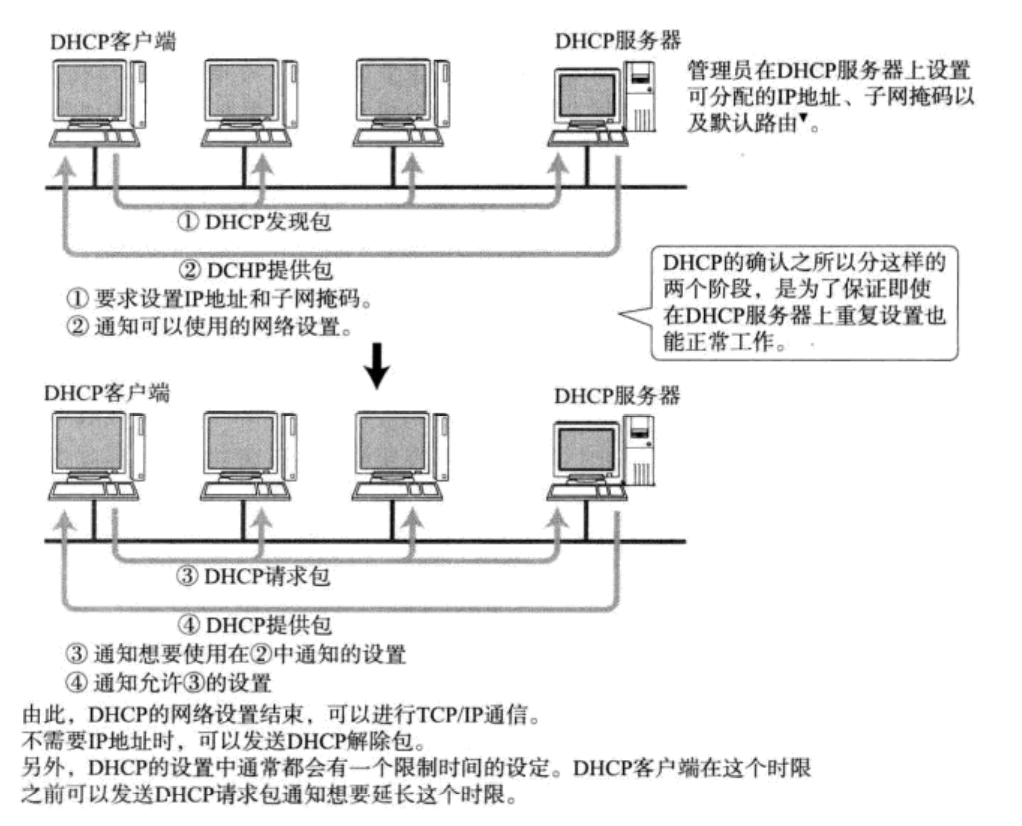 DHCP客户端
DHCP服务器
管理员在DHCP服务器上设置
可分配的IP地址、子网掩码以
及默认路由▼。
① DHCP发现包
② DCHP提供包
① 要求设置IP地址和子网掩码。
② 通知可以使用的网络设置。
DHCP的确认之所以分这样的
两个阶段，是为了保证即使
在DHCP服务器上重复设置也
能正常工作。
DHCP客户端
DHCP服务器
③ DHCP请求包
④ DHCP提供包
③ 通知想要使用在②中通知的设置
④ 通知允许③的设置
由此，DHCP的网络设置结束，可以进行TCP/IP通信。
不需要IP地址时，可以发送DHCP解除包。
另外，DHCP的设置中通常都会有一个限制时间的设定。DHCP客户端在这个时限
之前可以发送DHCP请求包通知想要延长这个时限。